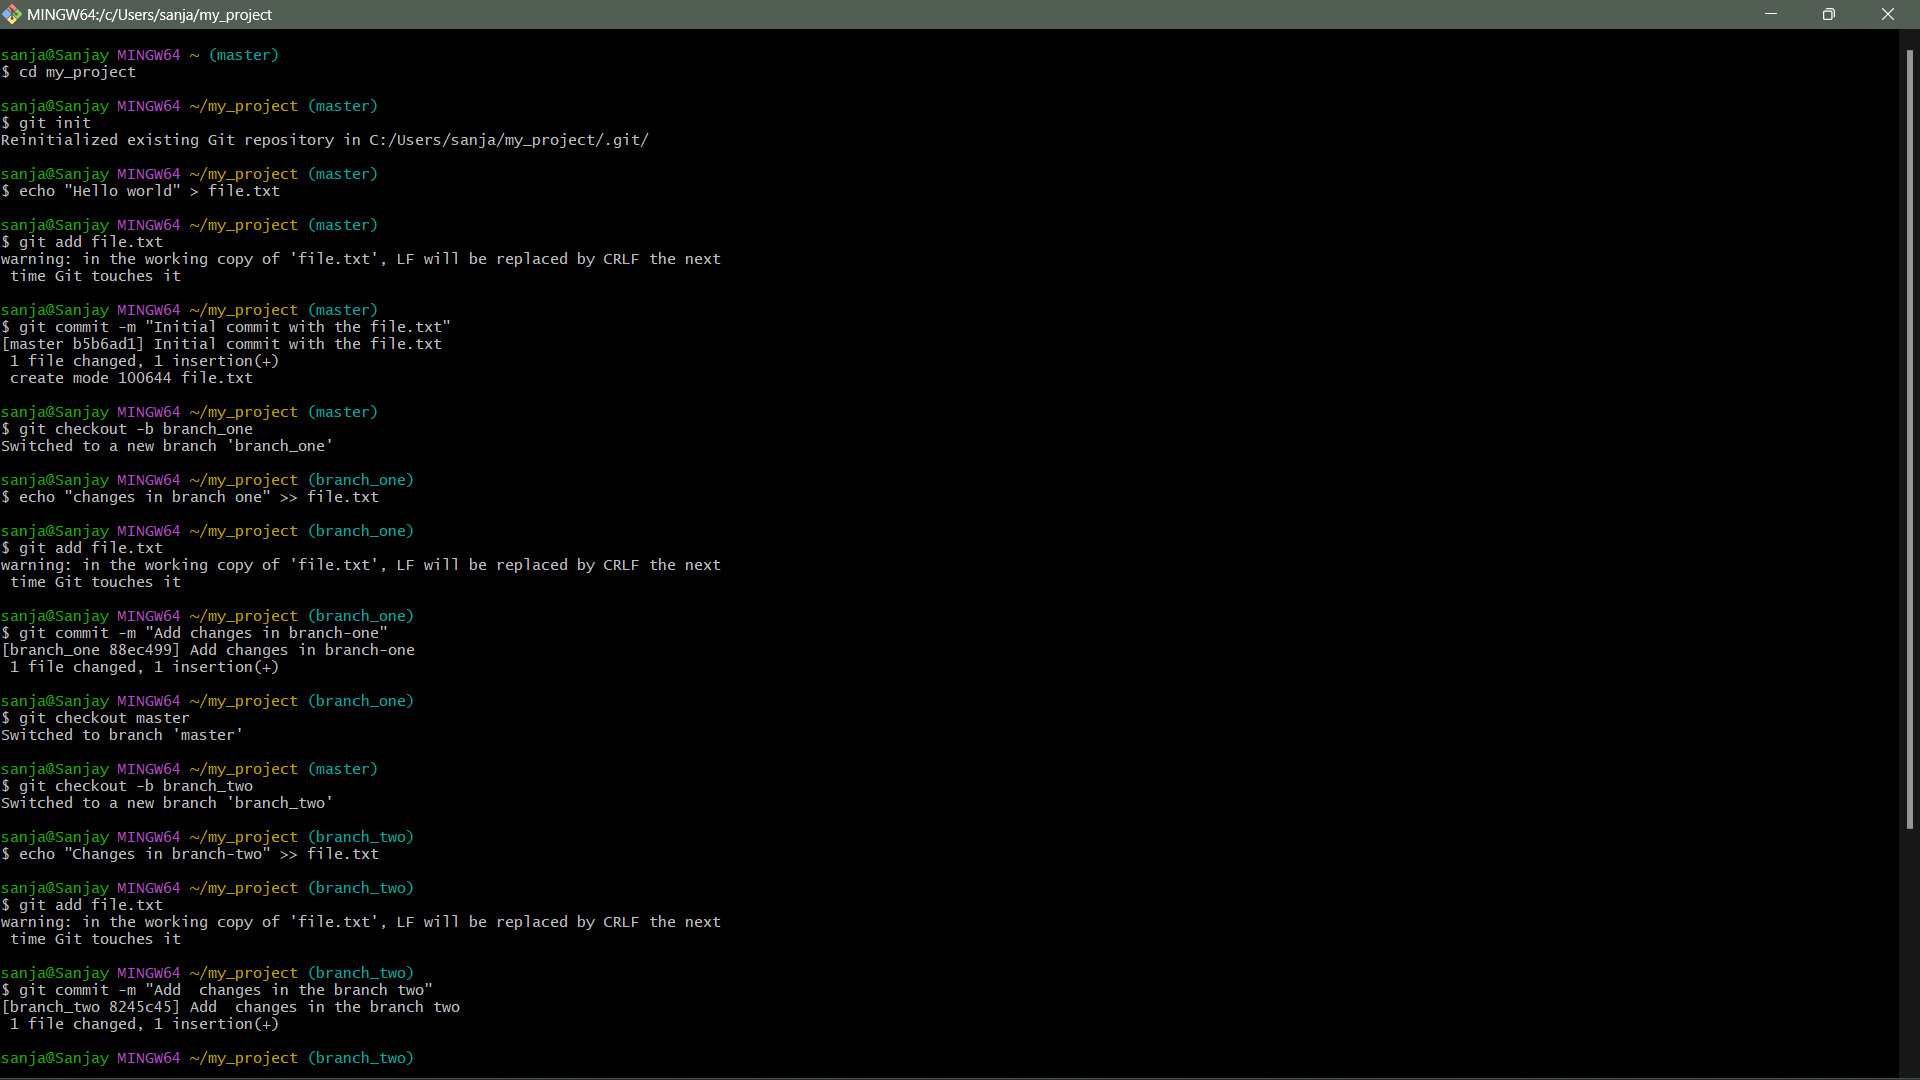 MINGW64:/c/Users/sanja/my_project
sanja@Sanjay MINGW64 ~ (master)
$ cd my_project
sanja@Sanjay MINGW64 ~/my_project (master)
$ git init
Reinitialized existing Git repository in C:/Users/sanja/my_project/.git/
sanja@Sanjay MINGW64 ~/my_project (master)
$ echo "Hello world" > file.txt
sanja@Sanjay MINGW64 ~/my_project (master)
$ git add file.txt
warning: in the working copy of 'file.txt', LF will be replaced by CRLF the next
 time Git touches it
sanja@Sanjay MINGW64 ~/my_project (master)
$ git commit -m "Initial commit with the file.txt"
[master b5b6ad1] Initial commit with the file.txt
 1 file changed, 1 insertion(+)
 create mode 100644 file.txt
sanja@Sanjay MINGW64 ~/my_project (master)
$ git checkout -b branch_one
Switched to a new branch 'branch_one'
sanja@Sanjay MINGW64 ~/my_project (branch_one)
$ echo "changes in branch one" >> file.txt
sanja@Sanjay MINGW64 ~/my_project (branch_one)
$ git add file.txt
warning: in the working copy of 'file.txt', LF will be replaced by CRLF the next
 time Git touches it
sanja@Sanjay MINGW64 ~/my_project (branch_one)
$ git commit -m "Add changes in branch-one"
[branch_one 88ec499] Add changes in branch-one
 1 file changed, 1 insertion(+)
sanja@Sanjay MINGW64 ~/my_project (branch_one)
$ git checkout master
Switched to branch 'master'
sanja@Sanjay MINGW64 ~/my_project (master)
$ git checkout -b branch_two
Switched to a new branch 'branch_two'
sanja@Sanjay MINGW64 ~/my_project (branch_two)
$ echo "Changes in branch-two" >> file.txt
sanja@Sanjay MINGW64 ~/my_project (branch_two)
$ git add file.txt
warning: in the working copy of 'file.txt', LF will be replaced by CRLF the next
 time Git touches it
sanja@Sanjay MINGW64 ~/my_project (branch_two)
$ git commit -m "Add  changes in the branch two"
[branch_two 8245c45] Add  changes in the branch two
 1 file changed, 1 insertion(+)
sanja@Sanjay MINGW64 ~/my_project (branch_two)